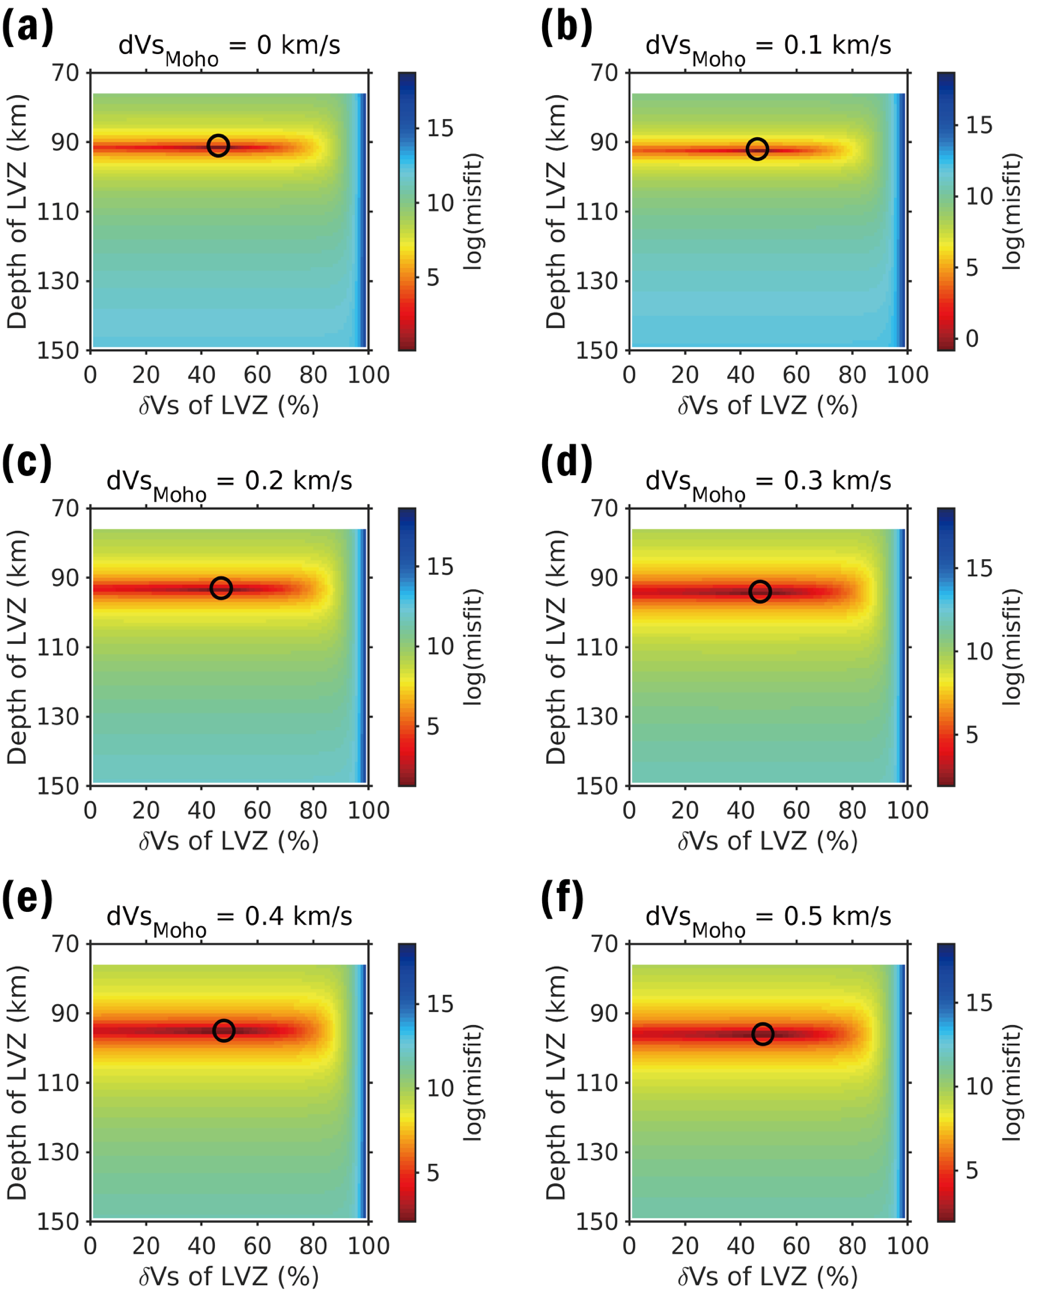 (a)
dVs_Moho = 0 km/s
70
90
110
130
150
Depth of LVZ (km)
0 20 40 60 80 100
δVs of LVZ (%)
15
10
5
log(misfit)
(b)
dVs_Moho = 0.1 km/s
70
90
110
130
150
Depth of LVZ (km)
0 20 40 60 80 100
δVs of LVZ (%)
15
10
5
0
log(misfit)
(c)
dVs_Moho = 0.2 km/s
70
90
110
130
150
Depth of LVZ (km)
0 20 40 60 80 100
δVs of LVZ (%)
15
10
5
log(misfit)
(d)
dVs_Moho = 0.3 km/s
70
90
110
130
150
Depth of LVZ (km)
0 20 40 60 80 100
δVs of LVZ (%)
15
10
5
log(misfit)
(e)
dVs_Moho = 0.4 km/s
70
90
110
130
150
Depth of LVZ (km)
0 20 40 60 80 100
δVs of LVZ (%)
15
10
5
log(misfit)
(f)
dVs_Moho = 0.5 km/s
70
90
110
130
150
Depth of LVZ (km)
0 20 40 60 80 100
δVs of LVZ (%)
15
10
5
log(misfit)